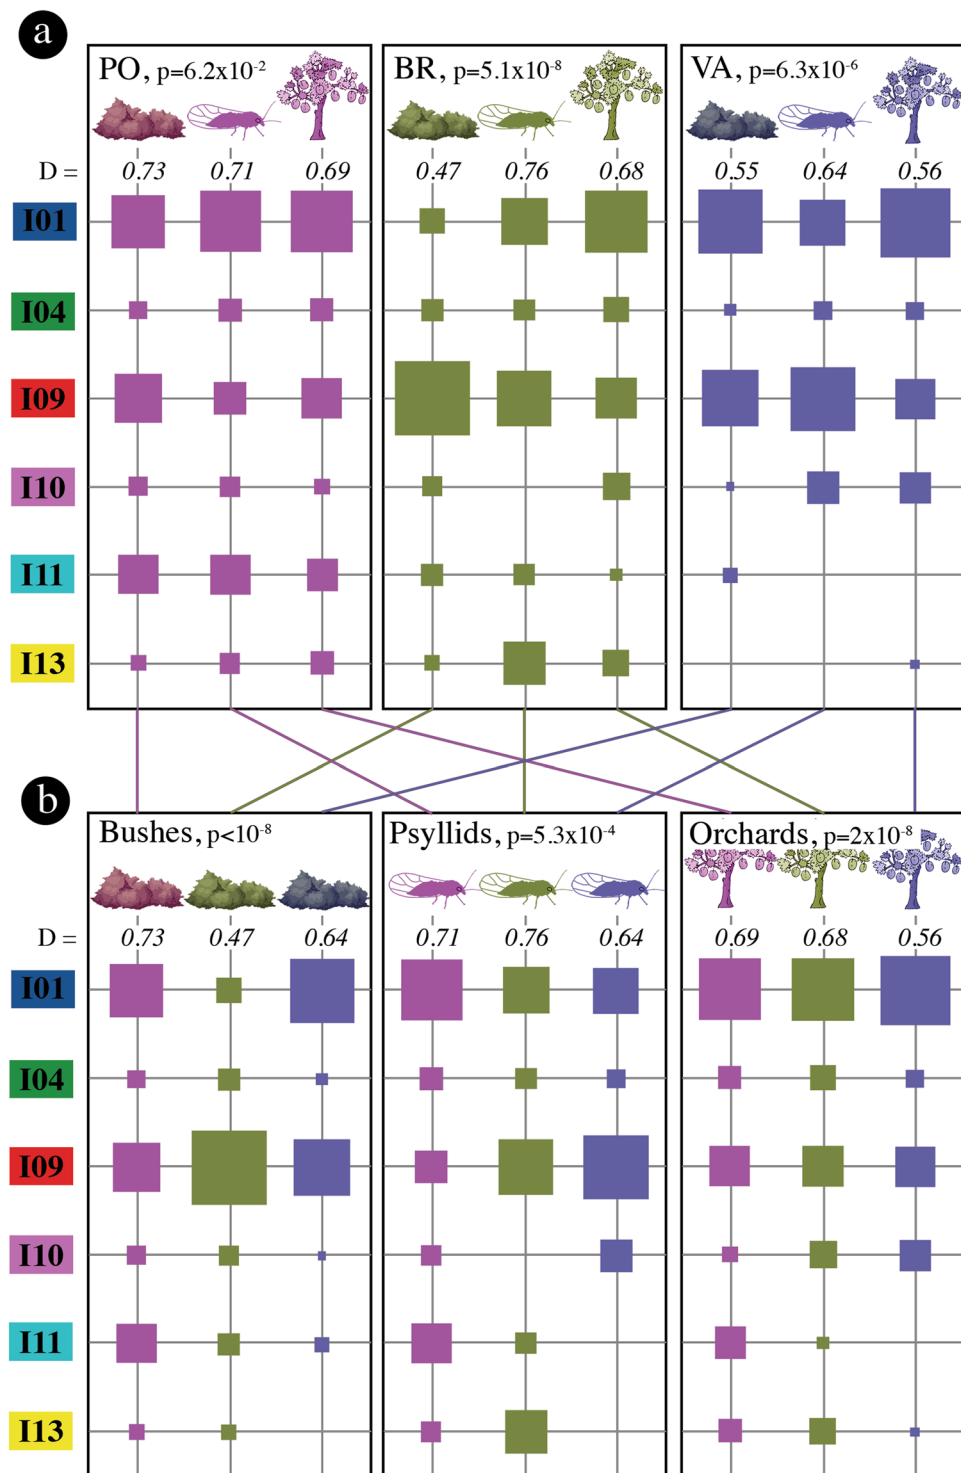 a
PO, p=6.2x10⁻²
BR, p=5.1x10⁻⁸
VA, p=6.3x10⁻⁶
D = 0.73 0.71 0.69 0.47 0.76 0.68 0.55 0.64 0.56
I01
I04
I09
I10
I11
I13
b
Bushes, p<10⁻⁸
Psyllids, p=5.3x10⁻⁴
Orchards, p=2x10⁻⁸
D = 0.73 0.47 0.64 0.71 0.76 0.64 0.69 0.68 0.56
I01
I04
I09
I10
I11
I13